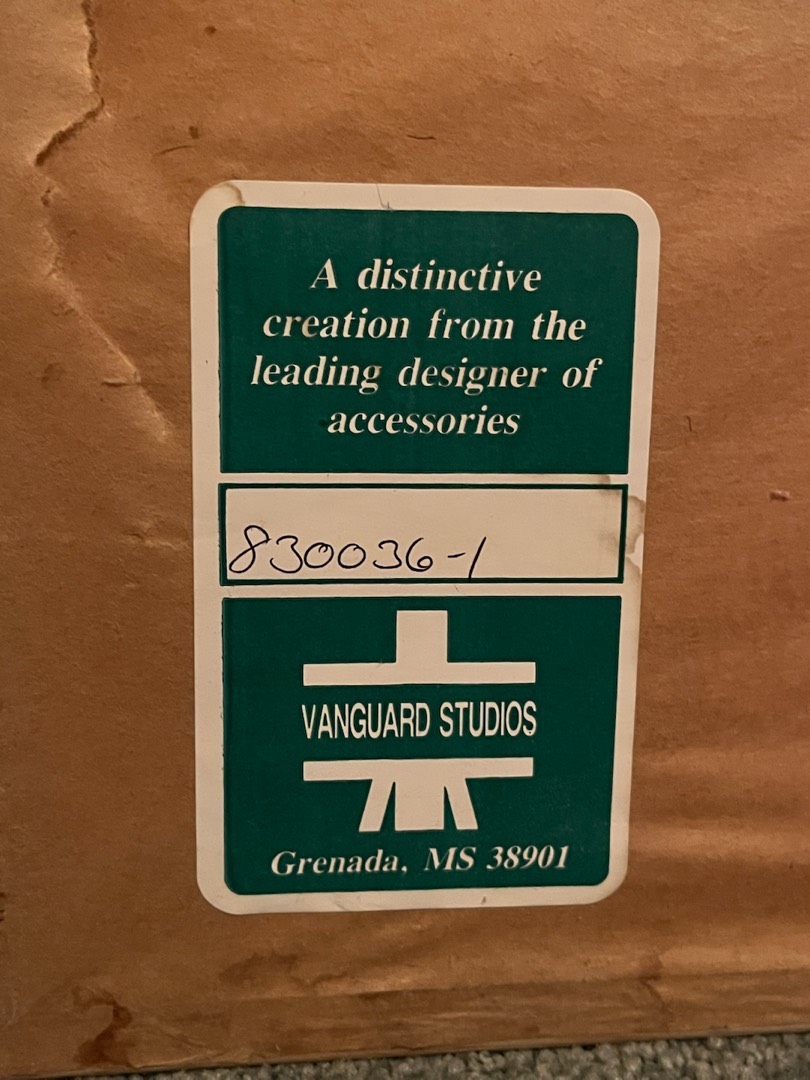 A distinctive
creation from the
leading designer of
accessories
830036-1
VANGUARD STUDIOS
Grenada, MS 38901